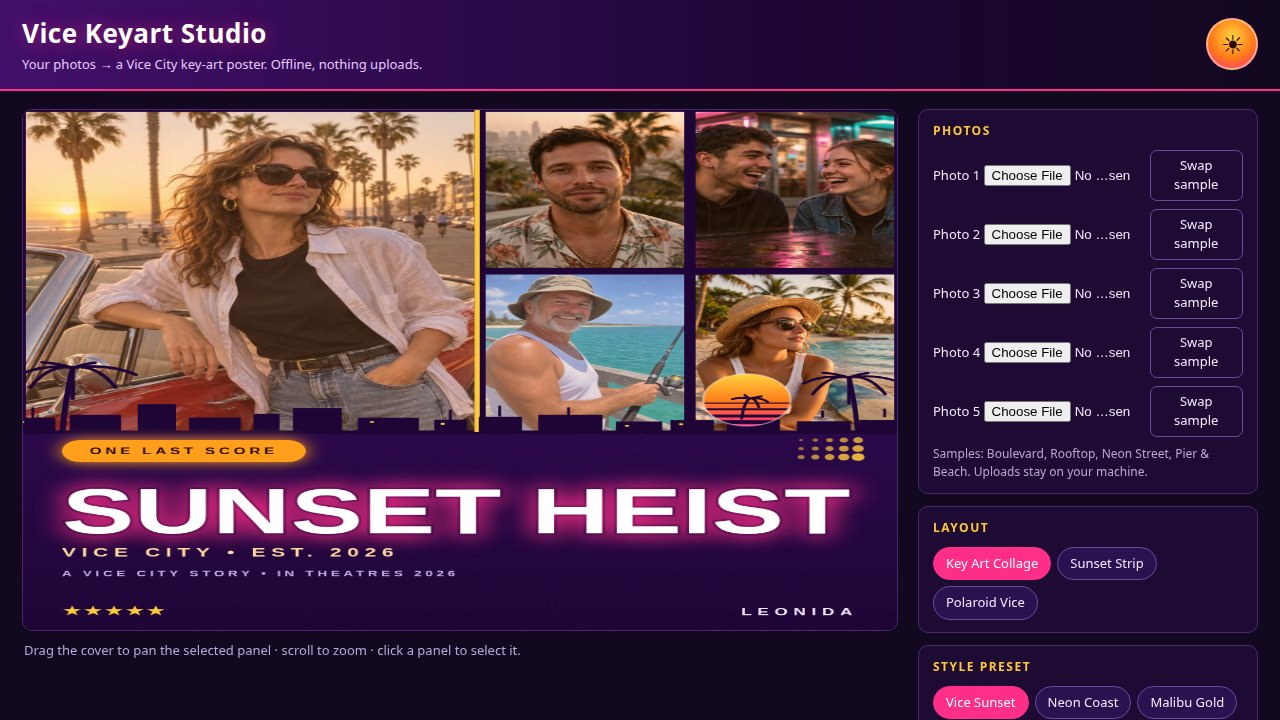 Vice Keyart Studio
Your photos → a Vice City key-art poster. Offline, nothing uploads.
ONE LAST SCORE
SUNSET HEIST
VICE CITY • EST. 2026
A VICE CITY STORY • IN THEATRES 2026
★★★★★
LEONIDA
Drag the cover to pan the selected panel · scroll to zoom · click a panel to select it.
PHOTOS
Photo 1 Choose File No …sen Swap sample
Photo 2 Choose File No …sen Swap sample
Photo 3 Choose File No …sen Swap sample
Photo 4 Choose File No …sen Swap sample
Photo 5 Choose File No …sen Swap sample
Samples: Boulevard, Rooftop, Neon Street, Pier &
Beach. Uploads stay on your machine.
LAYOUT
Key Art Collage Sunset Strip
Polaroid Vice
STYLE PRESET
Vice Sunset Neon Coast Malibu Gold